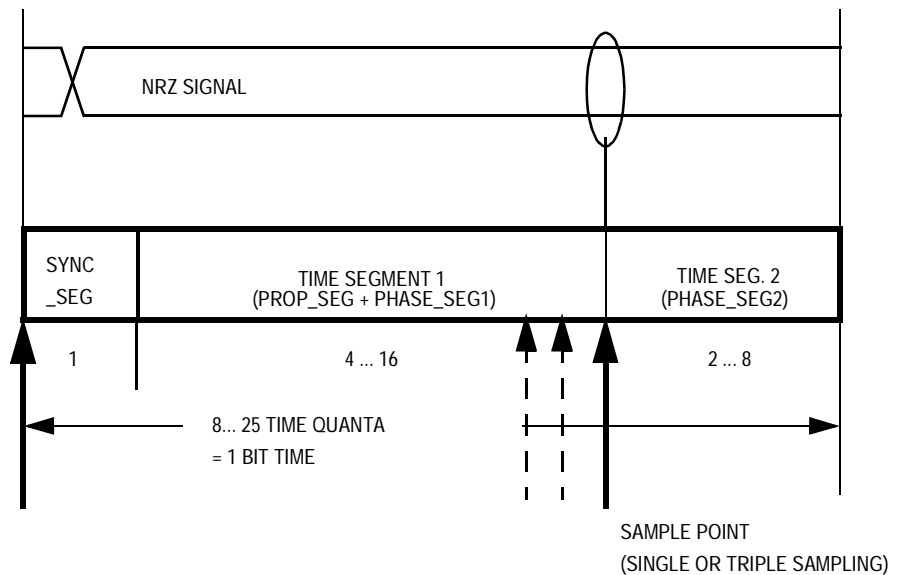 NRZ SIGNAL
SYNC
_SEG
TIME SEGMENT 1
(PROP_SEG + PHASE_SEG1)
TIME SEG. 2
(PHASE_SEG2)
1
4 ... 16
2 ... 8
8... 25 TIME QUANTA
= 1 BIT TIME
SAMPLE POINT
(SINGLE OR TRIPLE SAMPLING)